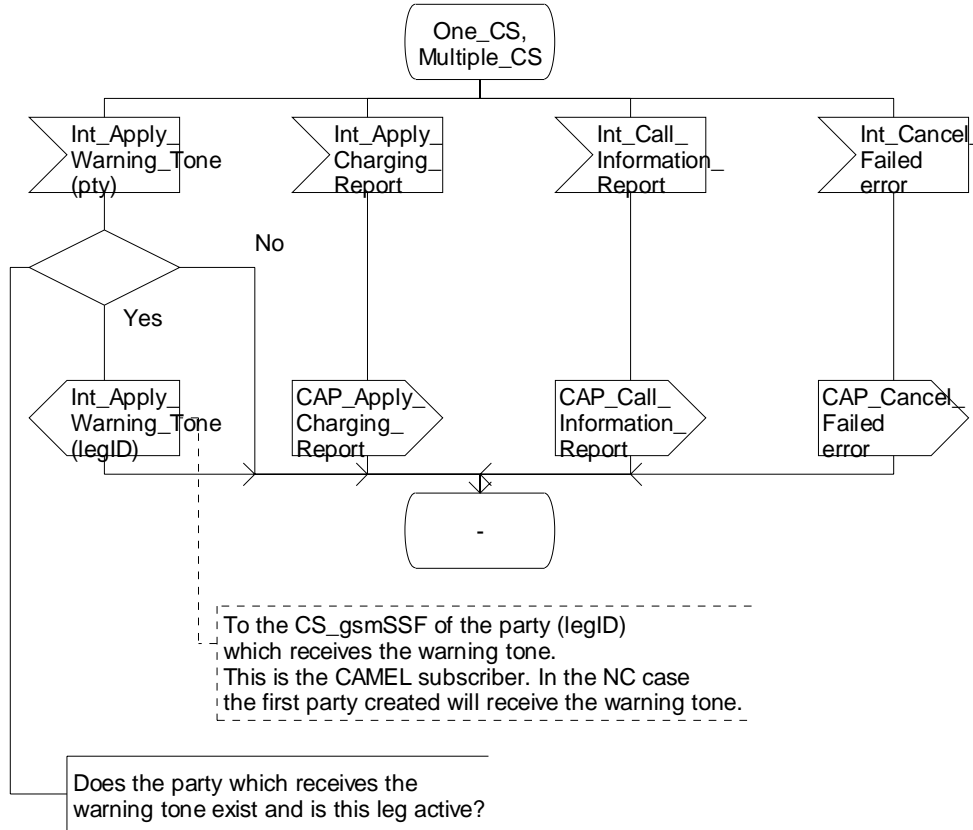 One_CS,
Multiple_CS
Int_Apply_
Warning_Tone
(pty)
Int_Apply_
Charging_
Report
Int_Call_
Information_
Report
Int_Cancel_
Failed
error
No
Yes
Int_Apply_
Warning_Tone
(legID)
CAP_Apply_
Charging_
Report
CAP_Call_
Information_
Report
CAP_Cancel_
Failed
error
-
To the CS_gsmSSF of the party (legID)
which receives the warning tone.
This is the CAMEL subscriber. In the NC case
the first party created will receive the warning tone.
Does the party which receives the
warning tone exist and is this leg active?